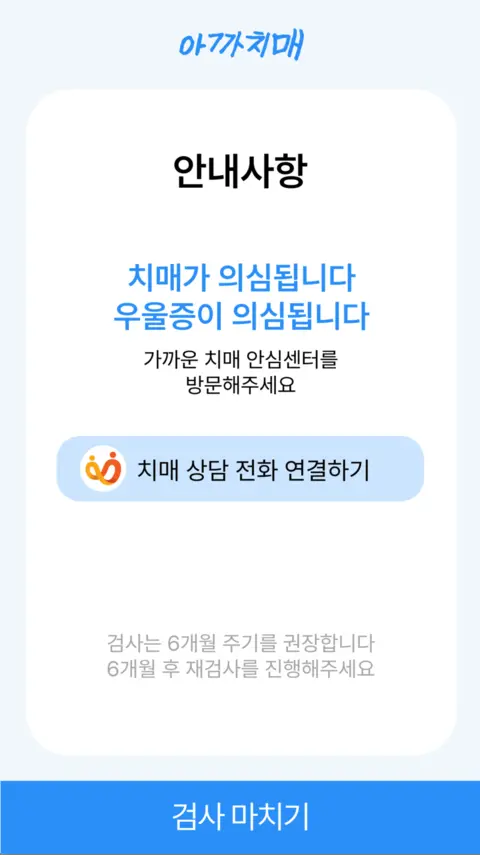 아까치매
안내사항
치매가 의심됩니다
우울증이 의심됩니다
가까운 치매 안심센터를
방문해주세요
치매 상담 전화 연결하기
검사는 6개월 주기를 권장합니다
6개월 후 재검사를 진행해주세요
검사 마치기